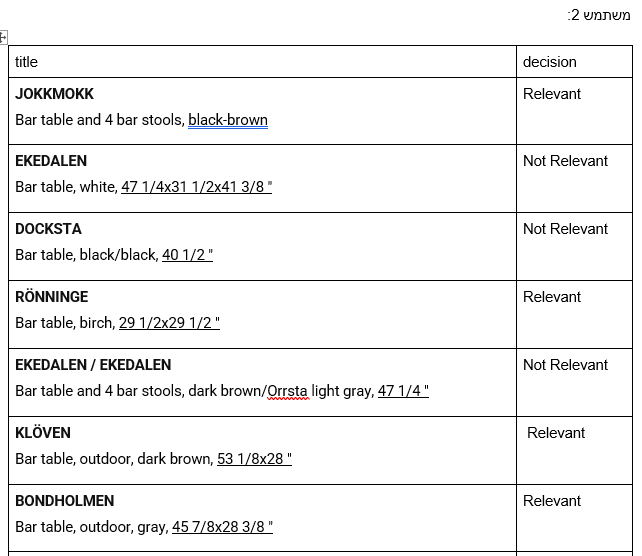 משתמש 2:
title decision
JOKKMOKK Relevant
Bar table and 4 bar stools, black-brown
EKEDALEN Not Relevant
Bar table, white, 47 1/4x31 1/2x41 3/8 "
DOCKSTA Not Relevant
Bar table, black/black, 40 1/2 "
RÖNNINGE Relevant
Bar table, birch, 29 1/2x29 1/2 "
EKEDALEN / EKEDALEN Not Relevant
Bar table and 4 bar stools, dark brown/Orrsta light gray, 47 1/4 "
KLÖVEN Relevant
Bar table, outdoor, dark brown, 53 1/8x28 "
BONDHOLMEN Relevant
Bar table, outdoor, gray, 45 7/8x28 3/8 "